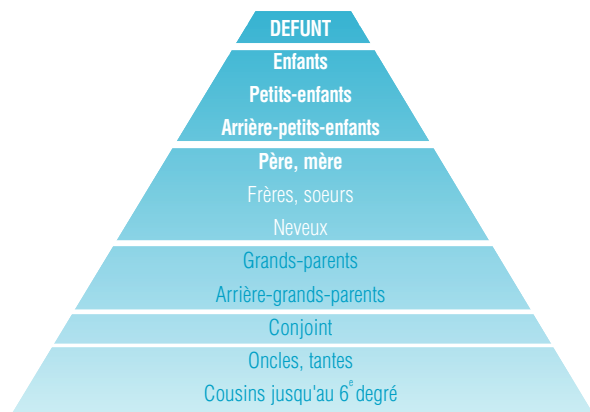 DEFUNT
Enfants
Petits-enfants
Arrière-petits-enfants
Père, mère
Frères, soeurs
Neveux
Grands-parents
Arrière-grands-parents
Conjoint
Oncles, tantes
Cousins jusqu'au 6e degré